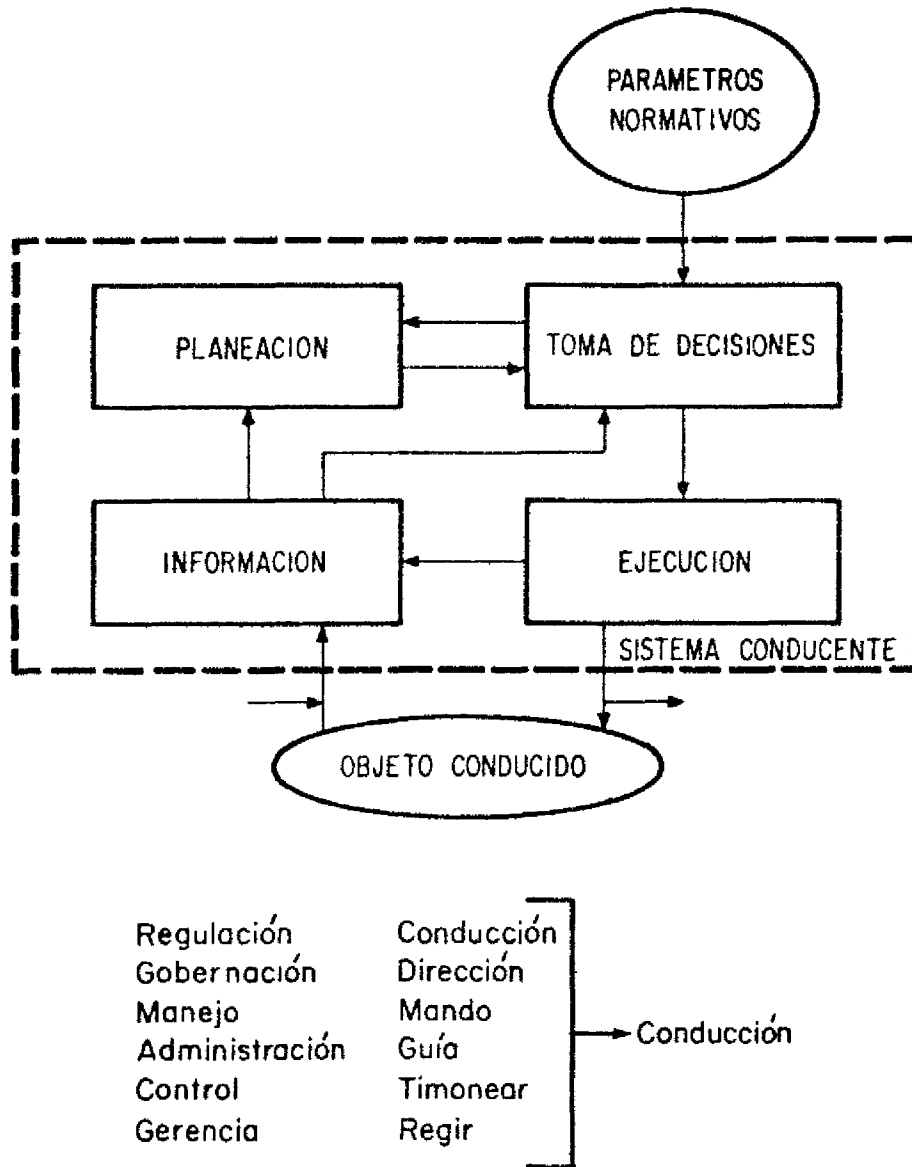 PARAMETROS
NORMATIVOS
PLANEACION
TOMA DE DECISIONES
INFORMACION
EJECUCION
SISTEMA CONDUCENTE
OBJETO CONDUCIDO
Regulación Conducción
Gobernación Dirección
Manejo Mando
Conducción
Administración Guía
Control Timonear
Gerencia Regir